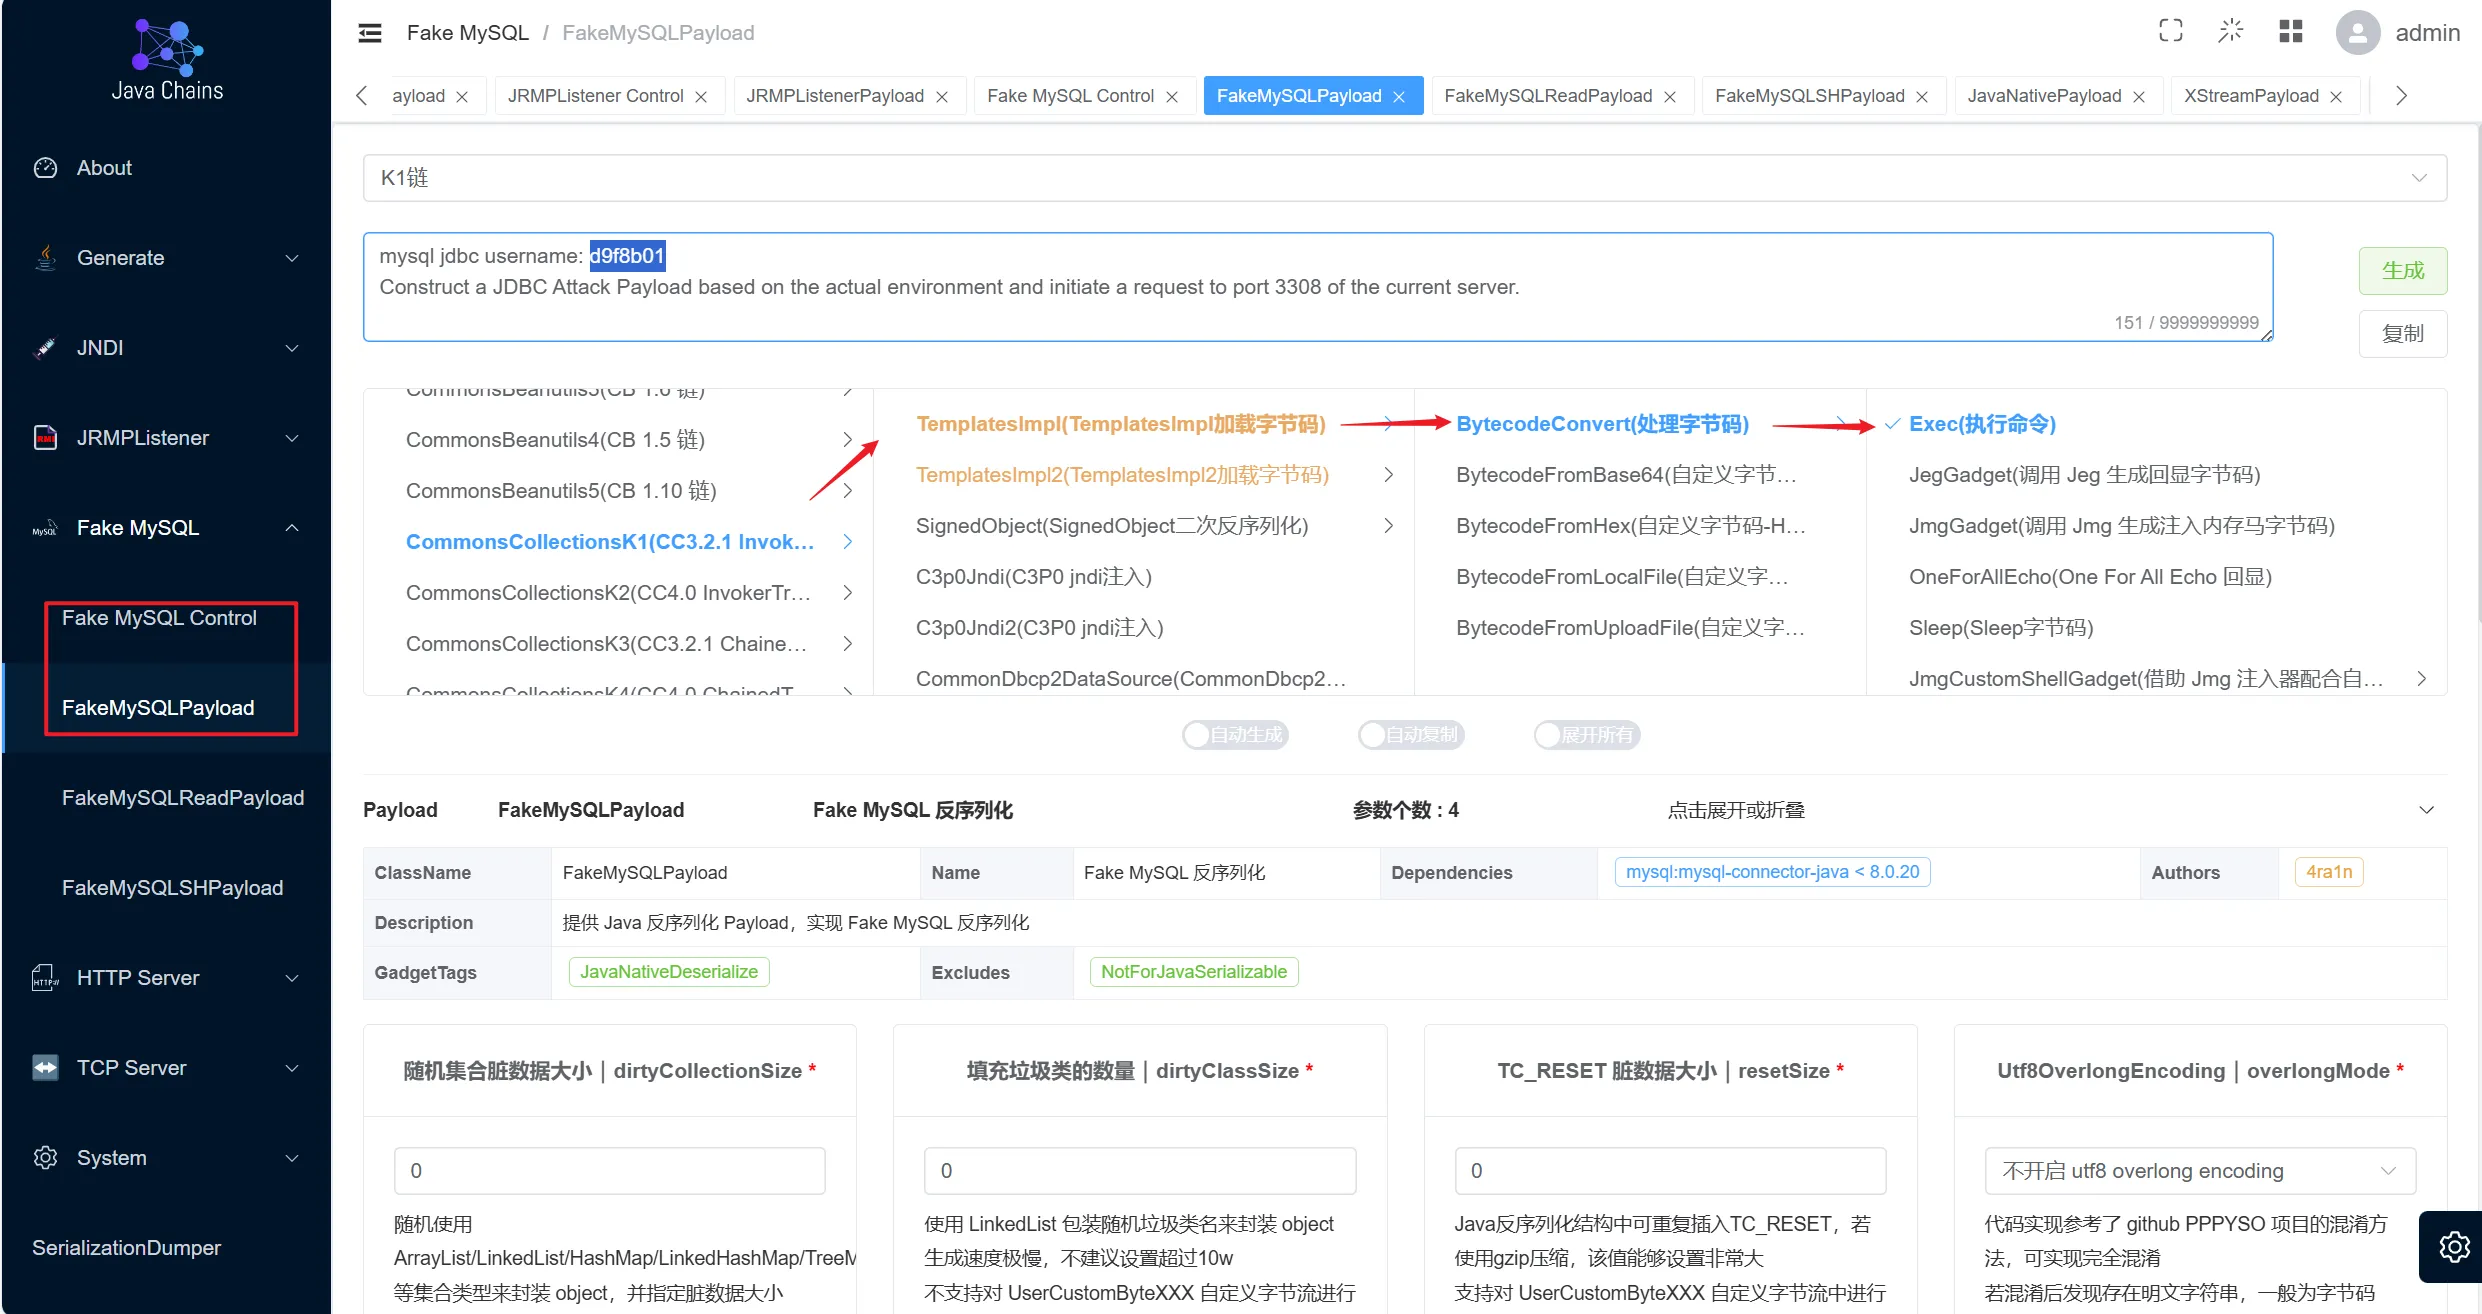 Java Chains
About
Generate
JNDI
JRMPListener
Fake MySQL
Fake MySQL Control
FakeMySQLPayload
FakeMySQLReadPayload
FakeMySQLSHPayload
HTTP Server
TCP Server
System
SerializationDumper
Fake MySQL / FakeMySQLPayload
admin
ayload
JRMPListener Control
JRMPListenerPayload
Fake MySQL Control
FakeMySQLPayload
FakeMySQLReadPayload
FakeMySQLSHPayload
JavaNativePayload
XStreamPayload
K1链
mysql jdbc username: d9f8b01
Construct a JDBC Attack Payload based on the actual environment and initiate a request to port 3308 of the current server.
151 / 9999999999
生成
复制
CommonsBeanutils3(CB 1.6 链)
CommonsBeanutils4(CB 1.5 链)
CommonsBeanutils5(CB 1.10 链)
CommonsCollectionsK1(CC3.2.1 Invok...
CommonsCollectionsK2(CC4.0 InvokerTr...
CommonsCollectionsK3(CC3.2.1 Chaine...
CommonsCollectionsK4(CC4.0 ChainedT...
TemplatesImpl(TemplatesImpl加载字节码)
TemplatesImpl2(TemplatesImpl2加载字节码)
SignedObject(SignedObject二次反序列化)
C3p0Jndi(C3P0 jndi注入)
C3p0Jndi2(C3P0 jndi注入)
CommonDbcp2DataSource(CommonDbcp2...
BytecodeConvert(处理字节码)
BytecodeFromBase64(自定义字节...
BytecodeFromHex(自定义字节码-H...
BytecodeFromLocalFile(自定义字...
BytecodeFromUploadFile(自定义字...
Exec(执行命令)
JegGadget(调用 Jeg 生成回显字节码)
JmgGadget(调用 Jmg 生成注入内存马字节码)
OneForAllEcho(One For All Echo 回显)
Sleep(Sleep字节码)
JmgCustomShellGadget(借助 Jmg 注入器配合自...
自动生成
自动复制
展开所有
Payload FakeMySQLPayload Fake MySQL 反序列化 参数个数 : 4 点击展开或折叠
ClassName FakeMySQLPayload Name Fake MySQL 反序列化 Dependencies mysql:mysql-connector-java < 8.0.20 Authors 4ra1n
Description 提供 Java 反序列化 Payload，实现 Fake MySQL 反序列化
GadgetTags JavaNativeDeserialize Excludes NotForJavaSerializable
随机集合脏数据大小 | dirtyCollectionSize *
0
随机使用
ArrayList/LinkedList/HashMap/LinkedHashMap/TreeM
等集合类型来封装 object，并指定脏数据大小
填充垃圾类的数量 | dirtyClassSize *
0
使用 LinkedList 包装随机垃圾类名来封装 object
生成速度极慢，不建议设置超过10w
不支持对 UserCustomByteXXX 自定义字节流进行
TC_RESET 脏数据大小 | resetSize *
0
Java反序列化结构中可重复插入TC_RESET，若
使用gzip压缩，该值能够设置非常大
支持对 UserCustomByteXXX 自定义字节流中进行
Utf8OverlongEncoding | overlongMode *
不开启 utf8 overlong encoding
代码实现参考了 github PPPYSO 项目的混淆方
法，可实现完全混淆
若混淆后发现存在明文字符串，一般为字节码